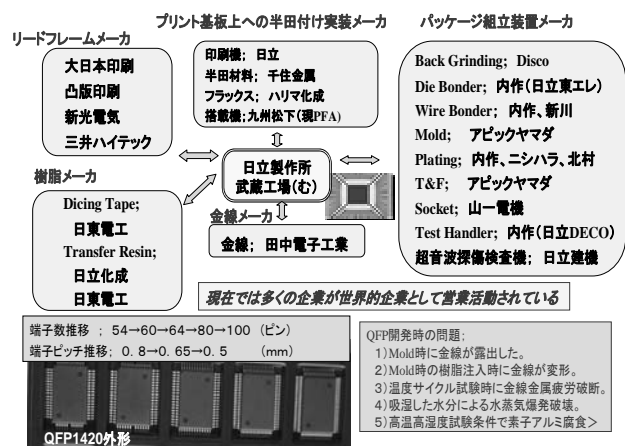 プリント基板上への半田付け実装メーカ
パッケージ組立装置メーカ
リードフレームメーカ
大日本印刷
凸版印刷
新光電気
三井ハイテック
印刷機；日立
半田材料；千住金属
フラックス；ハリマ化成
搭載機；九州松下(現PFA)
Back Grinding; Disco
Die Bonder; 内作(日立東エレ)
Wire Bonder; 内作、新川
Mold; アピックヤマダ
Plating; 内作、ニシハラ、北村
T&F; アピックヤマダ
Socket; 山一電機
Test Handler; 内作(日立DECO)
超音波探傷検査機；日立建機
日立製作所
武蔵工場(む)
樹脂メーカ
Dicing Tape;
日東電工
Transfer Resin;
日立化成
日東電工
金線メーカ
金線；田中電子工業
現在では多くの企業が世界的企業として営業活動されている
端子数推移 ；54→60→64→80→100 (ピン)
端子ピッチ推移；0.8→0.65→0.5 (mm)
QFP1420外形
QFP開発時の問題；
1)Mold時に金線が露出した。
2)Mold時の樹脂注入時に金線が変形。
3)温度サイクル試験時に金線金属疲労破断。
4)吸湿した水分による水蒸気爆発破壊。
5)高温高湿度試験条件で素子アルミ腐食>